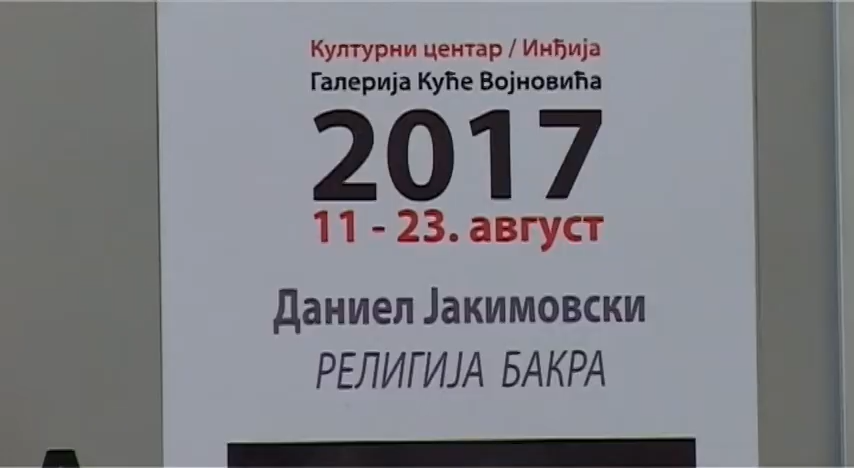 Културни центар / Инђија
Галерија Куће Војновића
2017
11 - 23. август
Даниел Јакимовски
РЕЛИГИЈА БАКРА